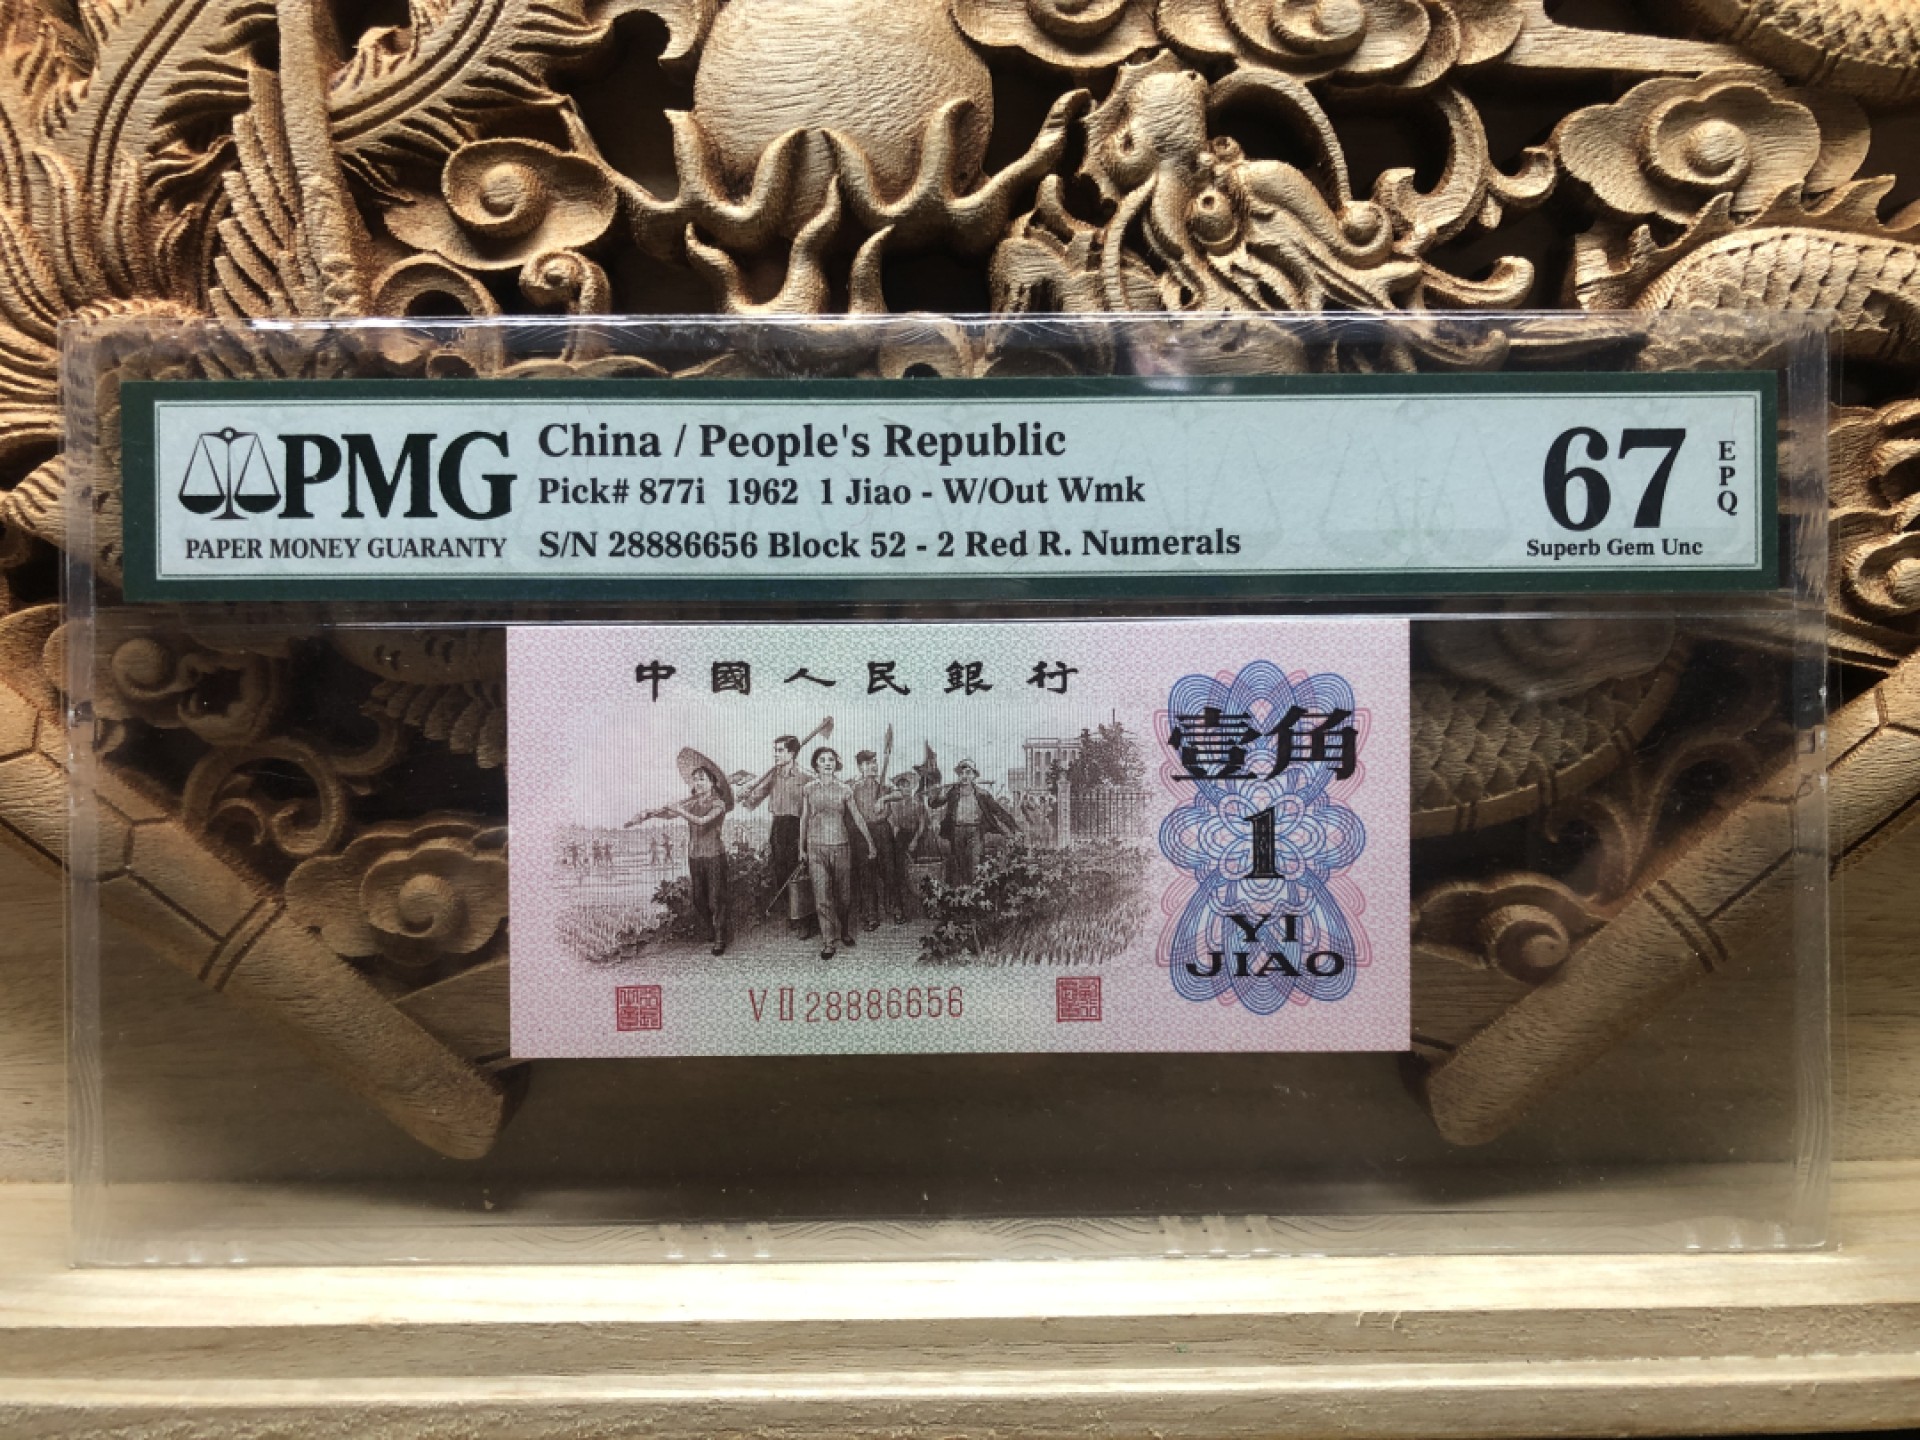 PMG
PAPER MONEY GUARANTY
China / People's Republic
Pick# 877i 1962 1 Jiao - W/Out Wmk
S/N 28886656 Block 52 - 2 Red R. Numerals
67
EPQ
Superb Gem Unc
中國人民銀行
壹角
1
YI
JIAO
V II 28886656